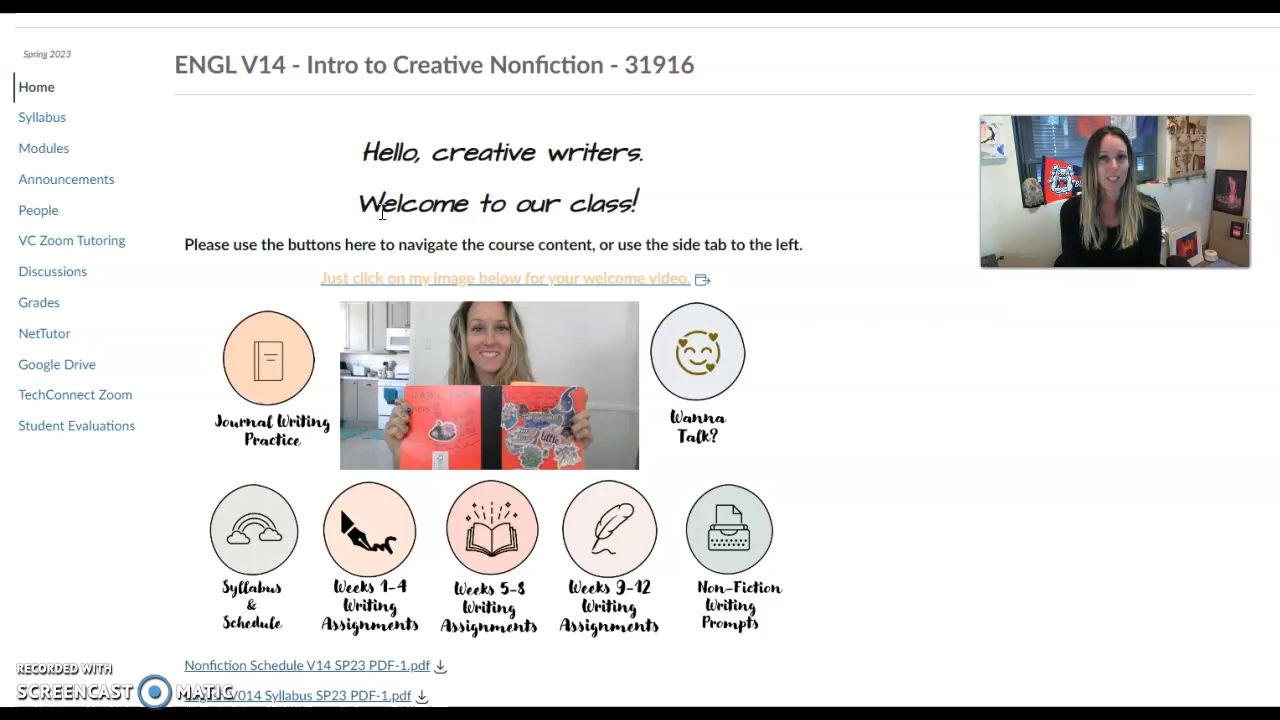 Spring 2023
Home
Syllabus
Modules
Announcements
People
VC Zoom Tutoring
Discussions
Grades
NetTutor
Google Drive
TechConnect Zoom
Student Evaluations
ENGL V14 - Intro to Creative Nonfiction - 31916
Hello, creative writers.
Welcome to our class!
Please use the buttons here to navigate the course content, or use the side tab to the left.
Just click on my image below for your welcome video.
Journal Writing
Practice
Wanna
Talk?
Syllabus
&
Schedule
Weeks 1-4
Writing
Assignments
Weeks 5-8
Writing
Assignments
Weeks 9-12
Writing
Assignments
Non-Fiction
Writing
Prompts
Nonfiction Schedule V14 SP23 PDF-1.pdf
V014 Syllabus SP23 PDF-1.pdf
RECORDED WITH
SCREENCAST MATIC